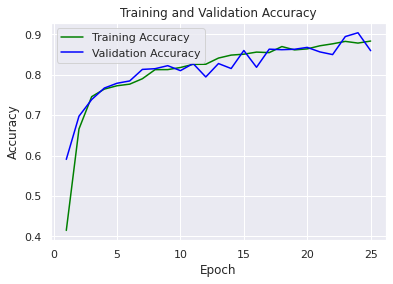 Training and Validation Accuracy
Training Accuracy
Validation Accuracy
0.9
0.8
0.7
0.6
0.5
0.4
Accuracy
0 5 10 15 20 25
Epoch